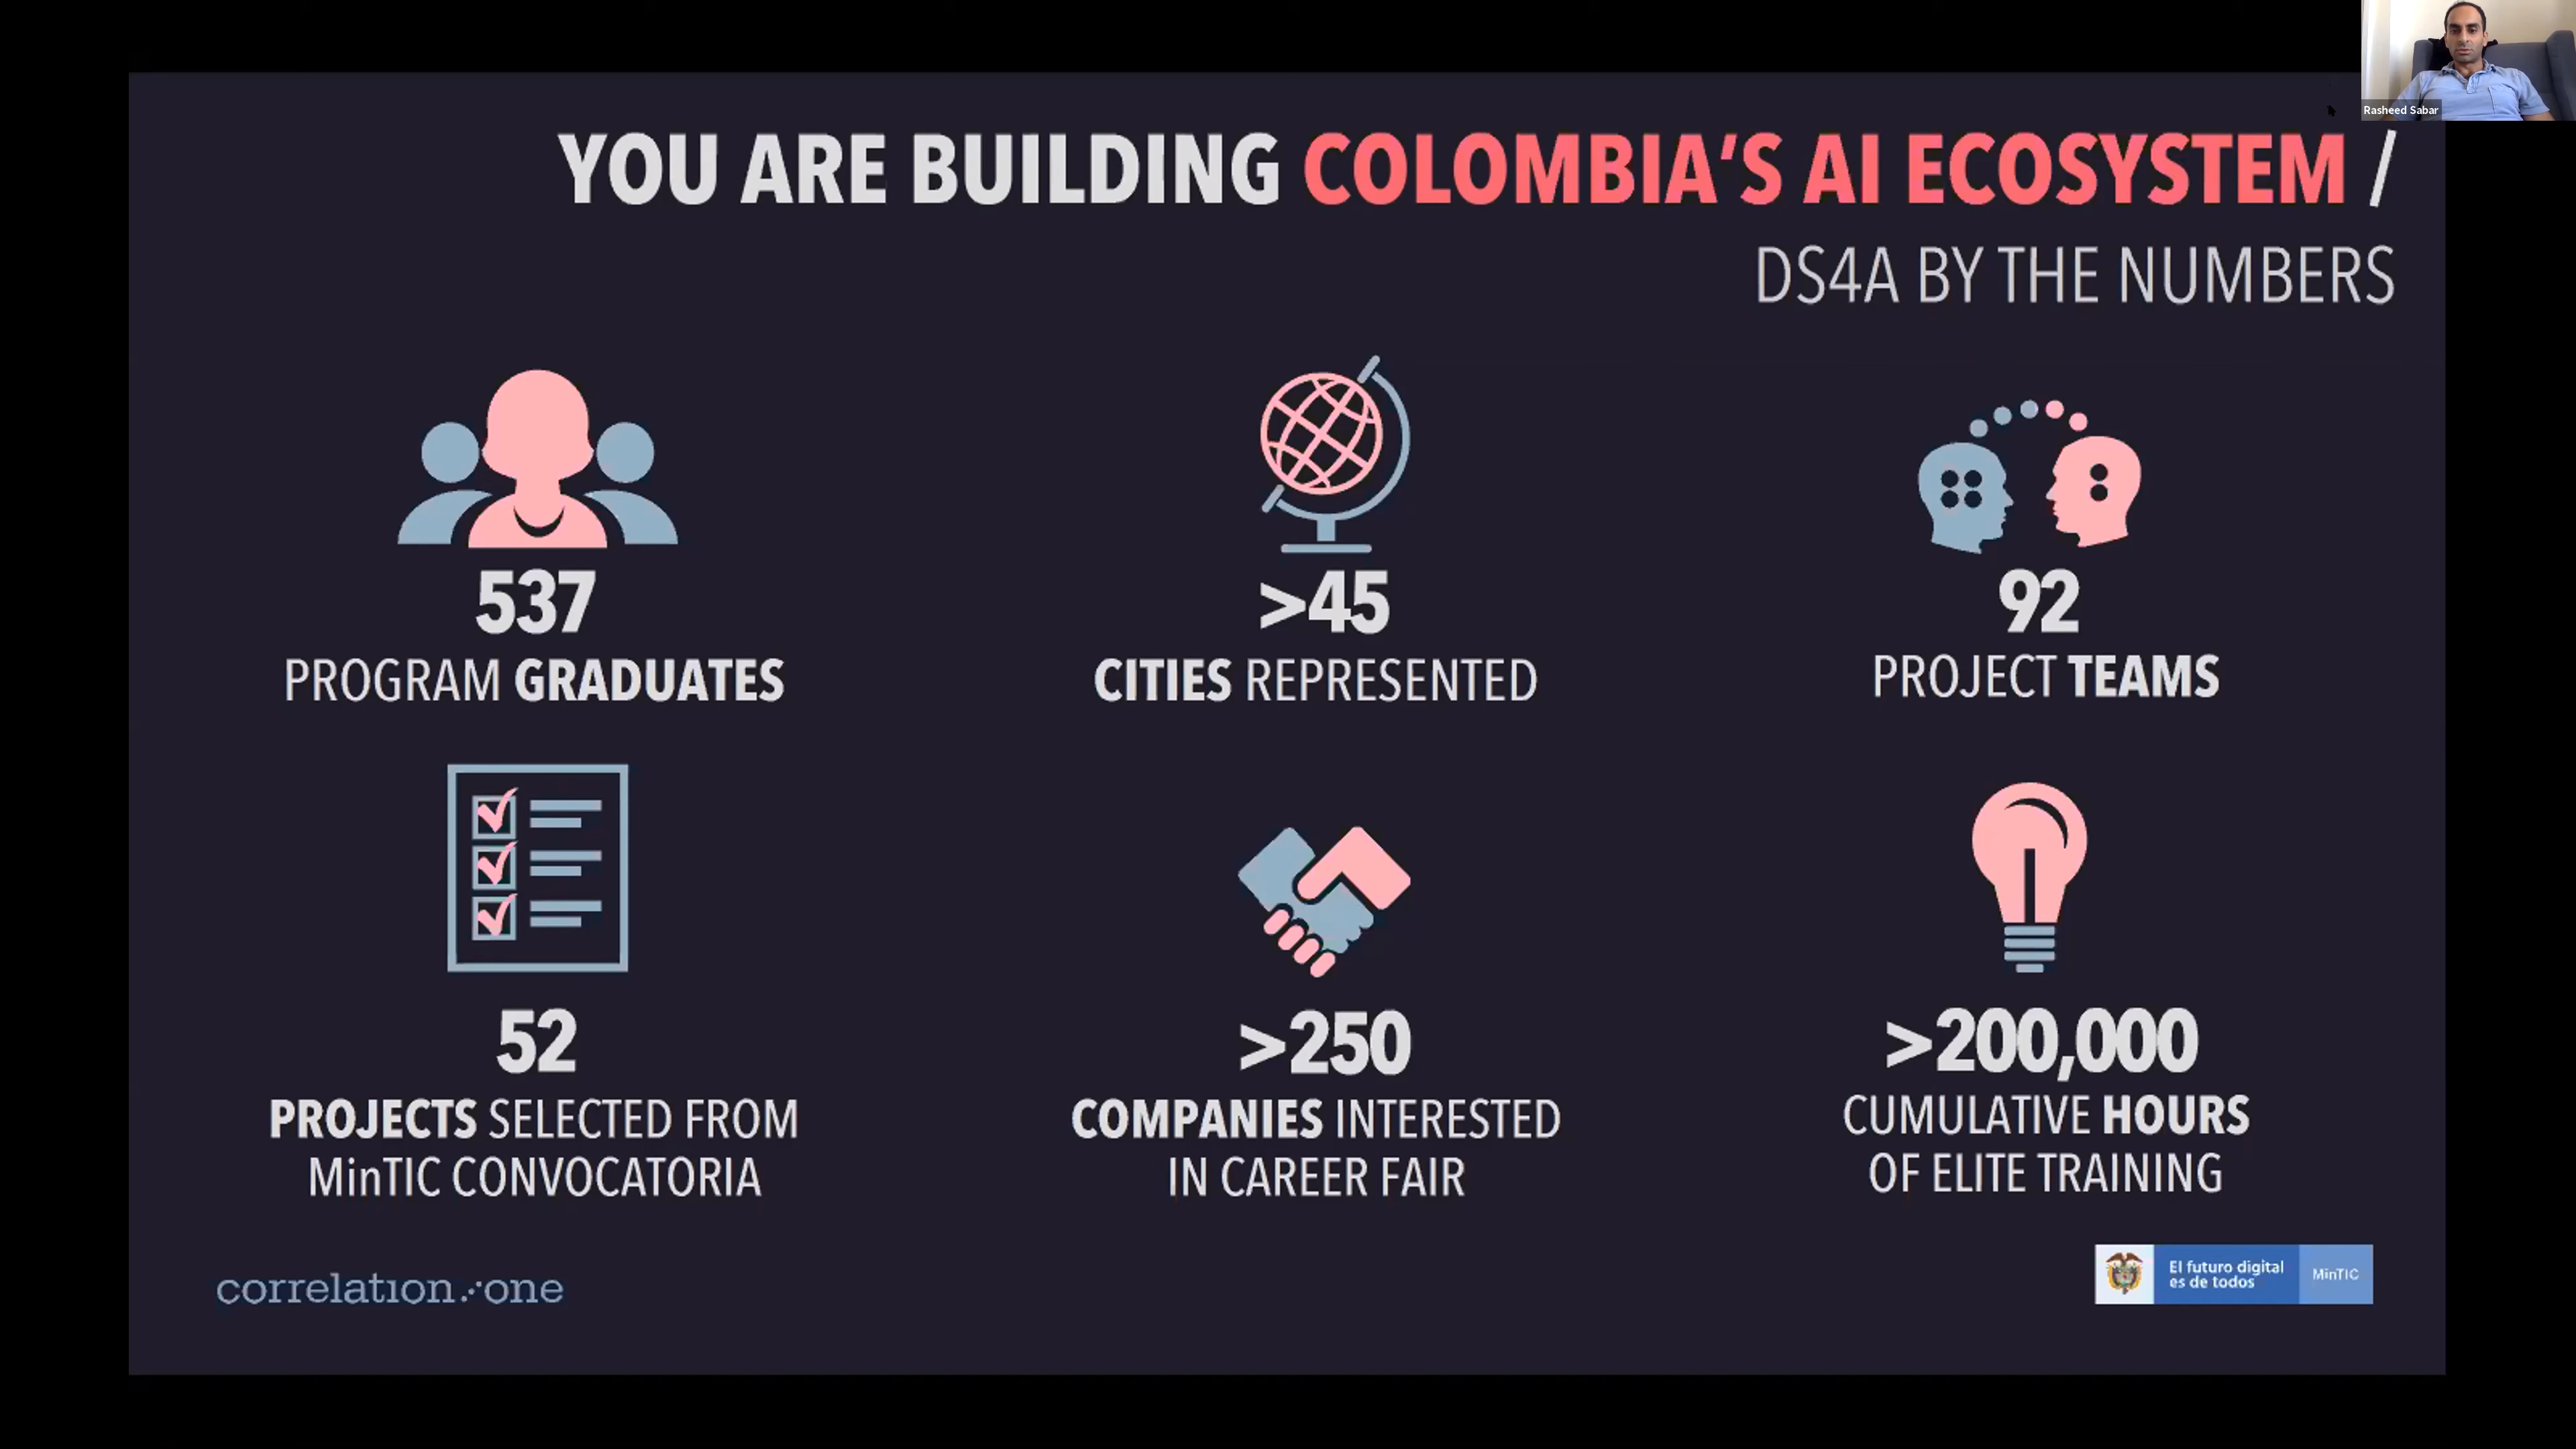 Rasheed Sabar
YOU ARE BUILDING COLOMBIA'S AI ECOSYSTEM /
DS4A BY THE NUMBERS
537
PROGRAM GRADUATES
>45
CITIES REPRESENTED
92
PROJECT TEAMS
52
PROJECTS SELECTED FROM
MinTIC CONVOCATORIA
>250
COMPANIES INTERESTED
IN CAREER FAIR
>200,000
CUMULATIVE HOURS
OF ELITE TRAINING
correlation one
El futuro digital
es de todos
MinTIC